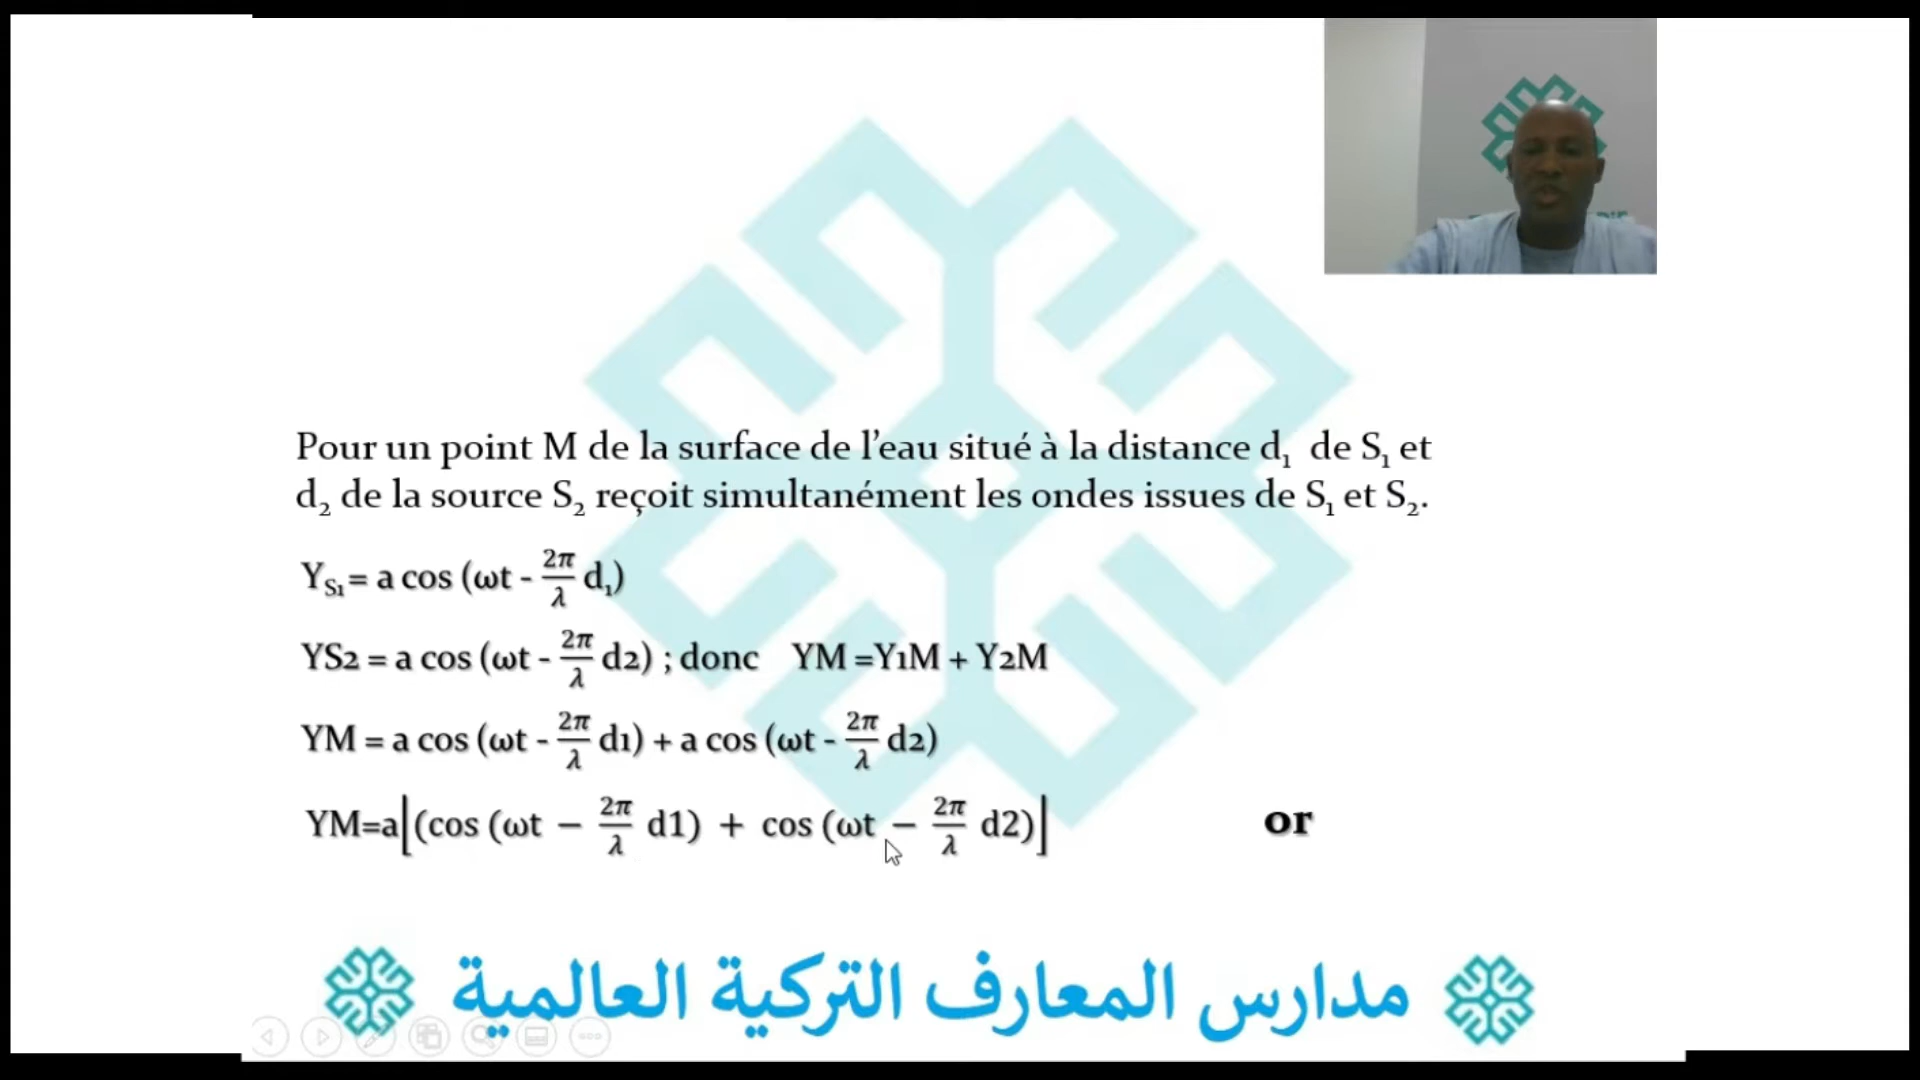 Pour un point M de la surface de l’eau situé à la distance d₁ de S₁ et
d₂ de la source S₂ reçoit simultanément les ondes issues de S₁ et S₂.
Y_S₁ = a cos (ωt - 2π/λ d₁)
YS2 = a cos (ωt - 2π/λ d2) ; donc YM =Y1M + Y2M
YM = a cos (ωt - 2π/λ d1) + a cos (ωt - 2π/λ d2)
YM=a[(cos (ωt − 2π/λ d1) + cos (ωt − 2π/λ d2)] or
مدارس المعارف التركية العالمية